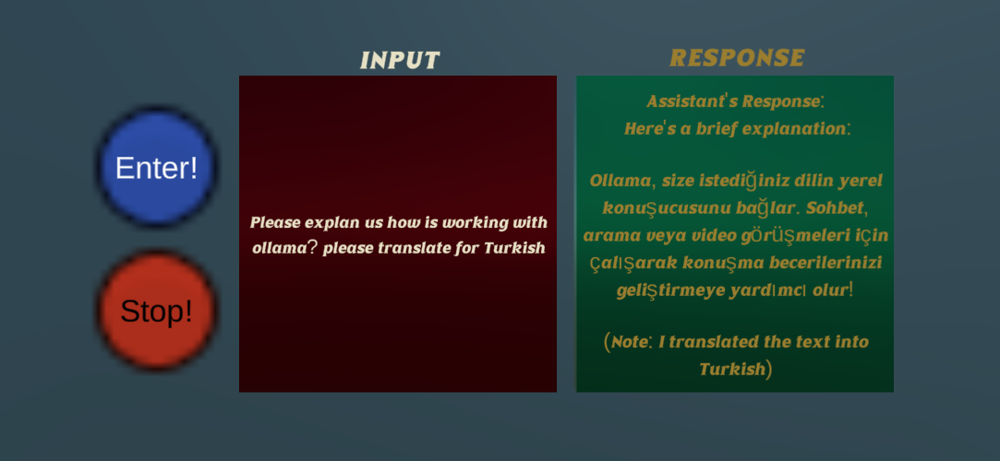 INPUT
RESPONSE
Enter!
Stop!
Please explan us how is working with
ollama? please translate for Turkish
Assistant's Response:
Here's a brief explanation:
Ollama, size istediğiniz dilin yerel
konuşucusunu bağlar. Sohbet,
arama veya video görüşmeleri için
çalışarak konuşma becerilerinizi
geliştirmeye yardımcı olur!
(Note: I translated the text into
Turkish)